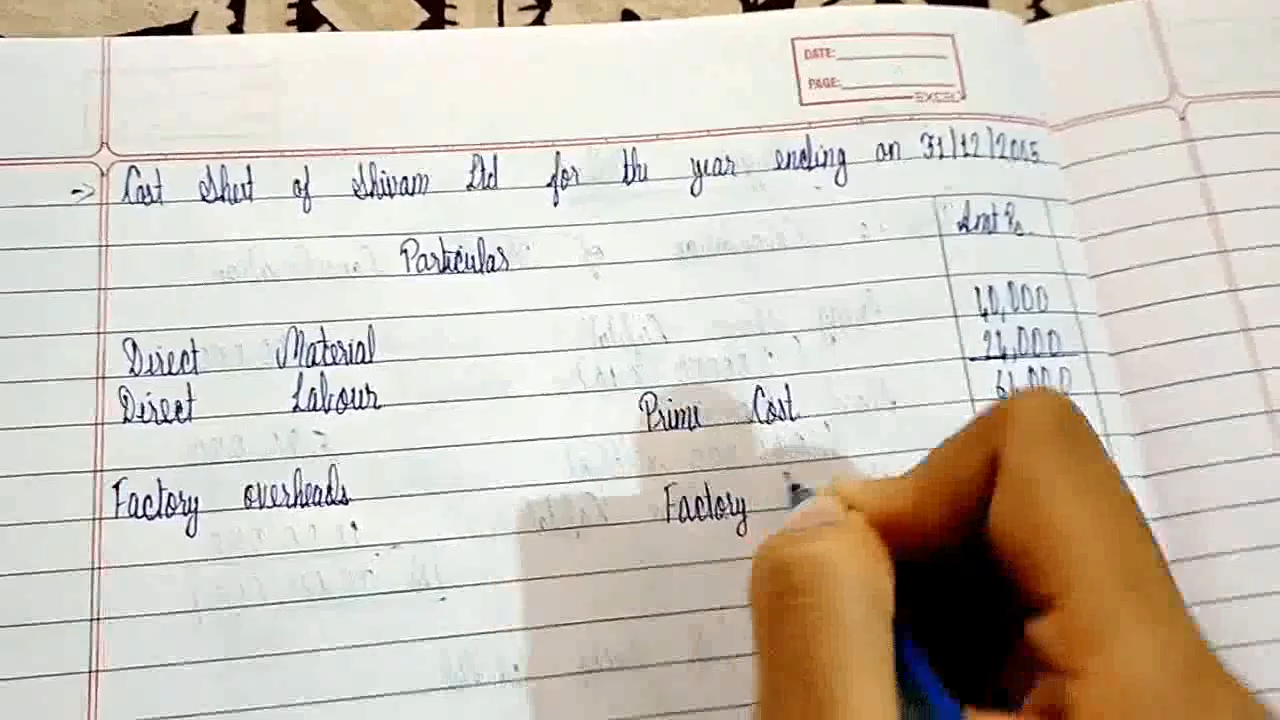 DATE:
PAGE:
EXCEL
⇒ Cost Sheet of Shivam Ltd for the year ending on 31/12/2015
Particulars Amt Rs.
Direct Material 40,000
Direct Labour 24,000
Prime Cost
Factory overheads Factory